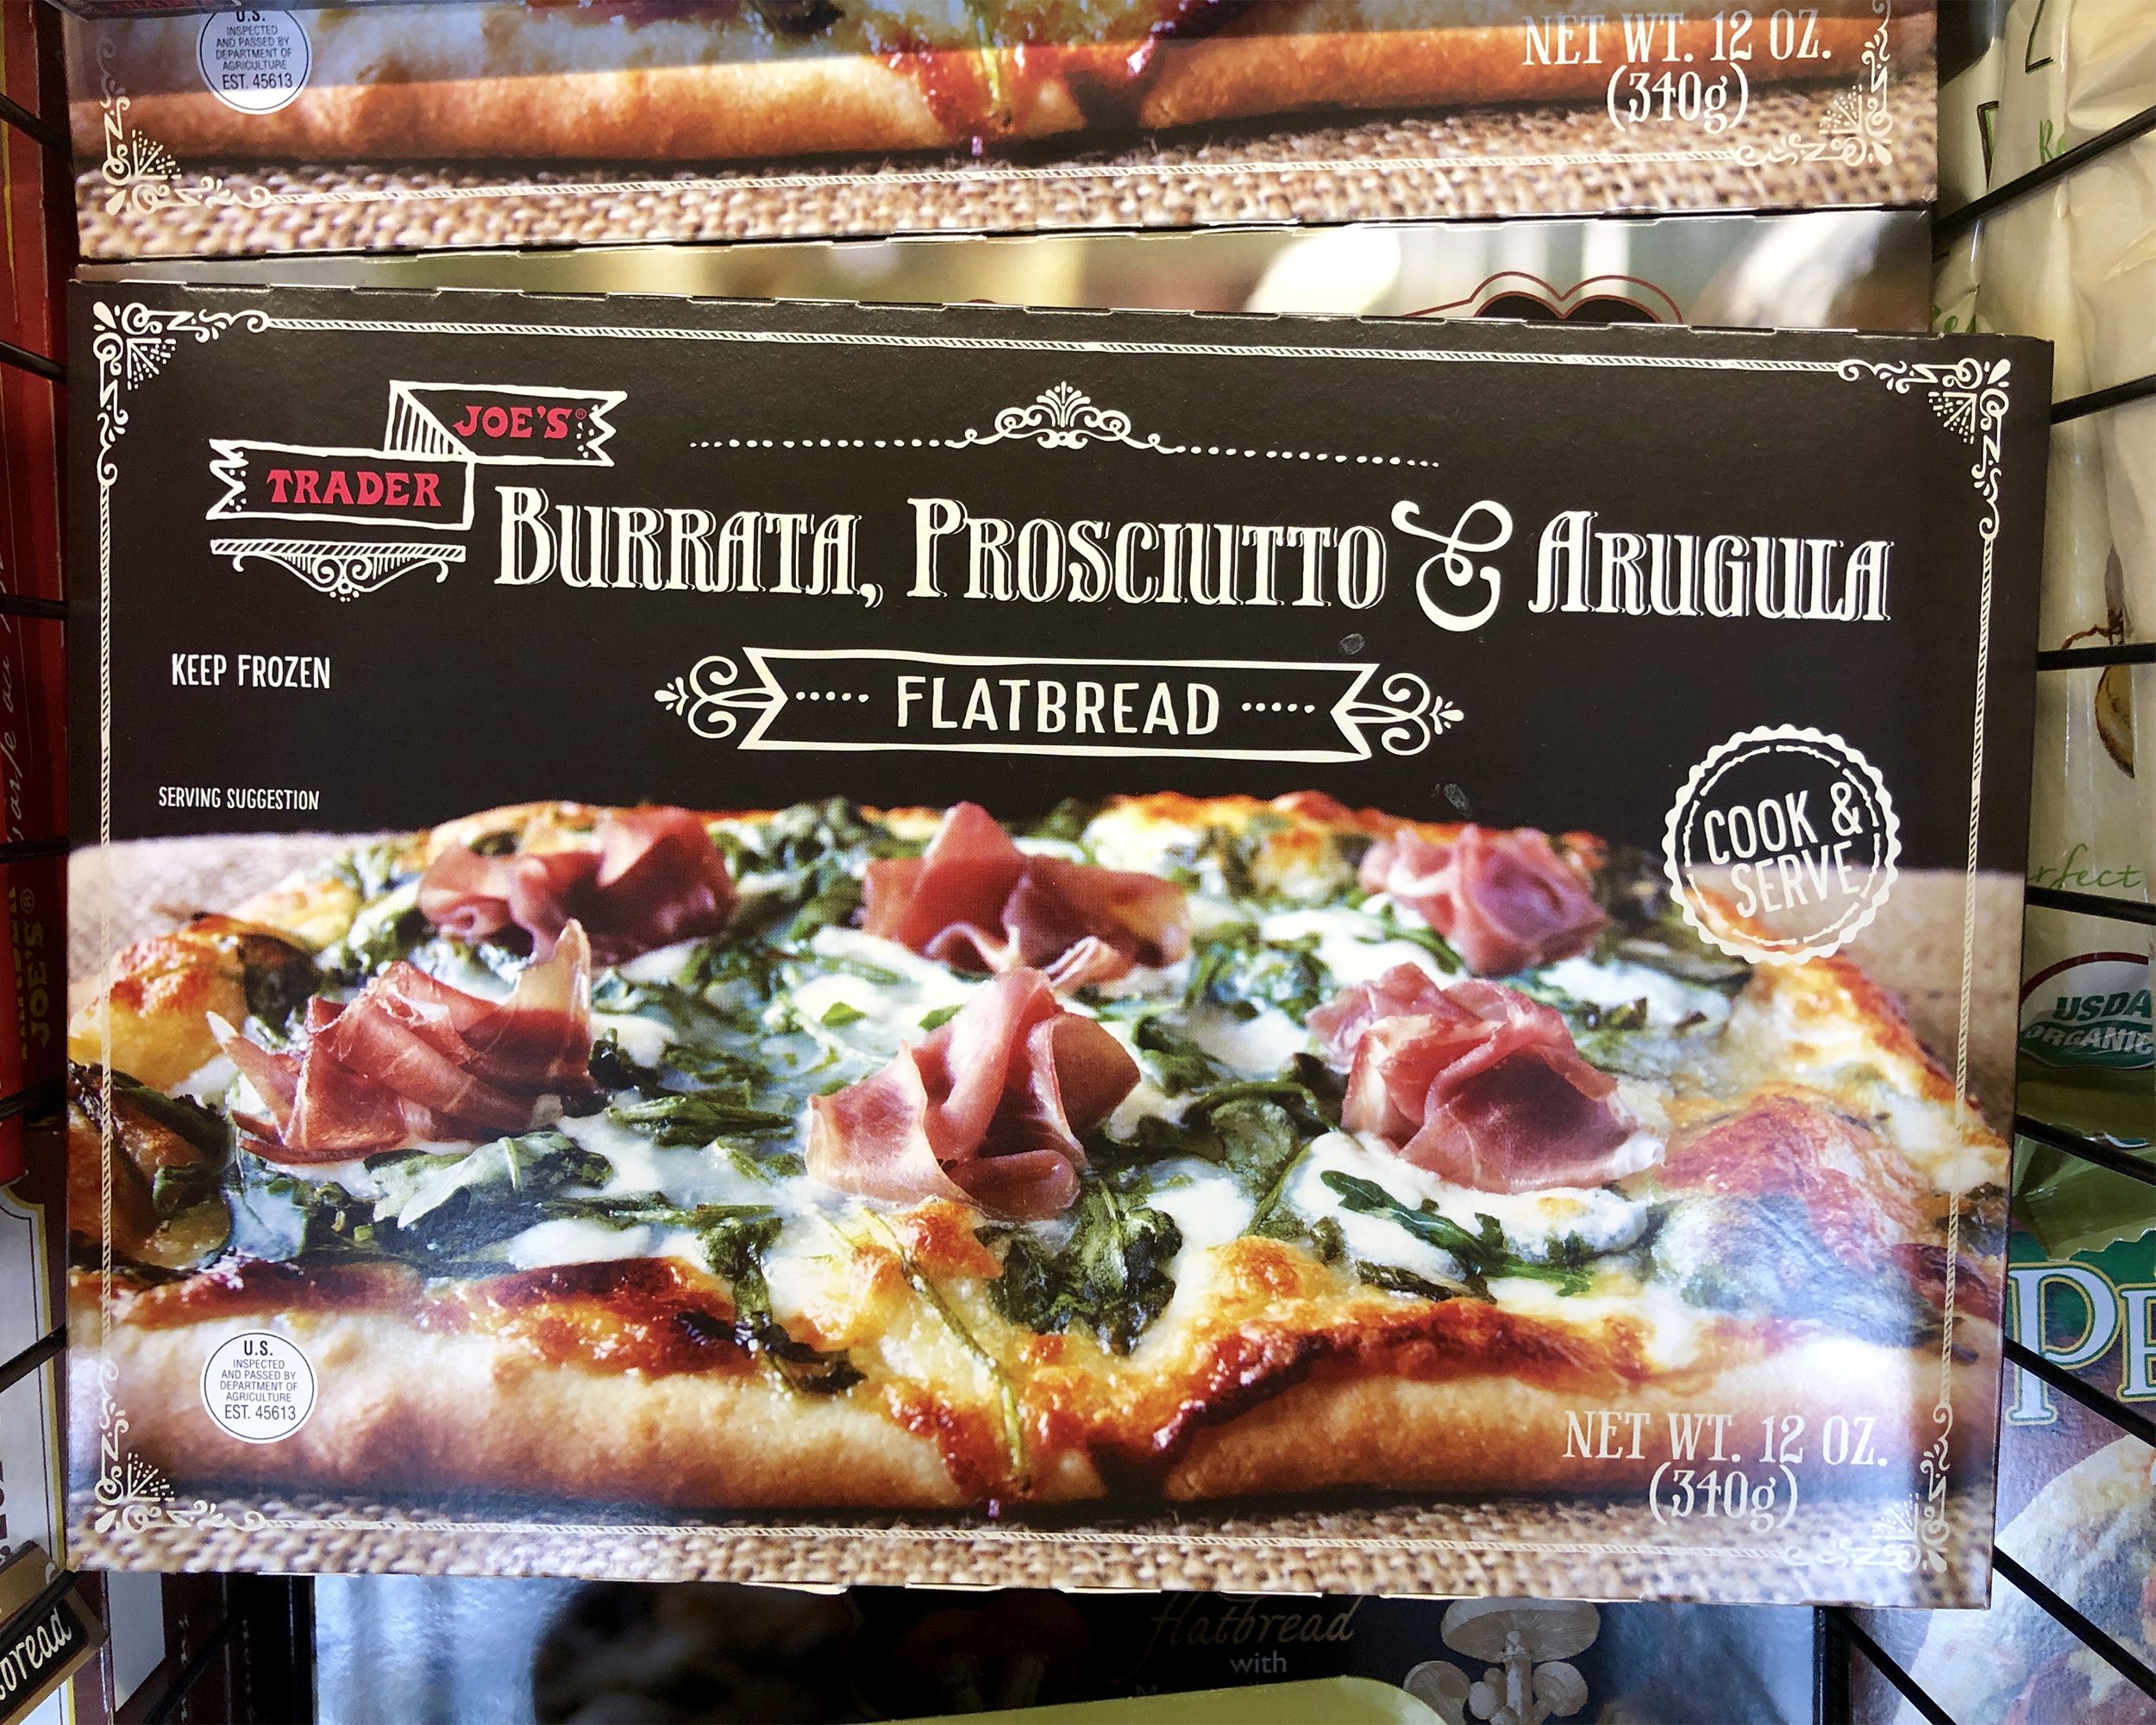 U.S.
INSPECTED
AND PASSED BY
DEPARTMENT OF
AGRICULTURE
EST. 45613
NET WT. 12 OZ.
(340g)
TRADER JOE'S®
BURRATA, PROSCIUTTO & ARUGULA
FLATBREAD
KEEP FROZEN
SERVING SUGGESTION
COOK &
SERVE
U.S.
INSPECTED
AND PASSED BY
DEPARTMENT OF
AGRICULTURE
EST. 45613
NET WT. 12 OZ.
(340g)
JOE'S®
USDA
ORGANIC
flatbread
with